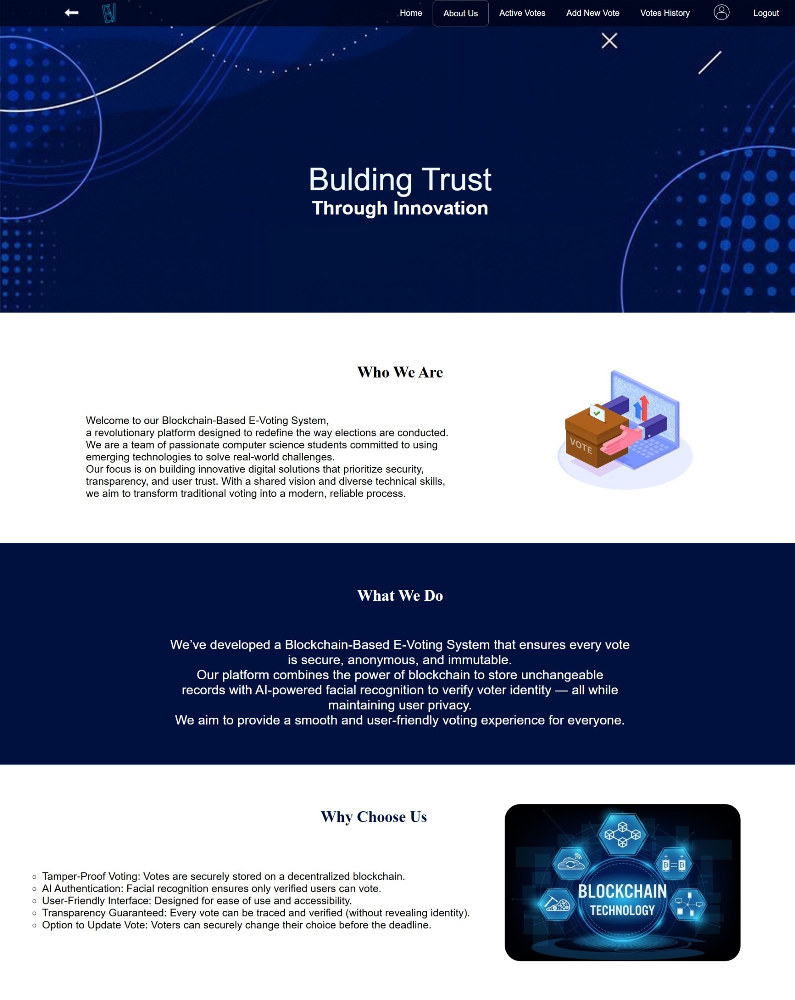 EV
Home
About Us
Active Votes
Add New Vote
Votes History
Logout
Bulding Trust
Through Innovation
Who We Are
Welcome to our Blockchain-Based E-Voting System,
a revolutionary platform designed to redefine the way elections are conducted.
We are a team of passionate computer science students committed to using
emerging technologies to solve real-world challenges.
Our focus is on building innovative digital solutions that prioritize security,
transparency, and user trust. With a shared vision and diverse technical skills,
we aim to transform traditional voting into a modern, reliable process.
VOTE
What We Do
We’ve developed a Blockchain-Based E-Voting System that ensures every vote
is secure, anonymous, and immutable.
Our platform combines the power of blockchain to store unchangeable
records with AI-powered facial recognition to verify voter identity — all while
maintaining user privacy.
We aim to provide a smooth and user-friendly voting experience for everyone.
Why Choose Us
Tamper-Proof Voting: Votes are securely stored on a decentralized blockchain.
AI Authentication: Facial recognition ensures only verified users can vote.
User-Friendly Interface: Designed for ease of use and accessibility.
Transparency Guaranteed: Every vote can be traced and verified (without revealing identity).
Option to Update Vote: Voters can securely change their choice before the deadline.
B = B
BLOCKCHAIN
TECHNOLOGY